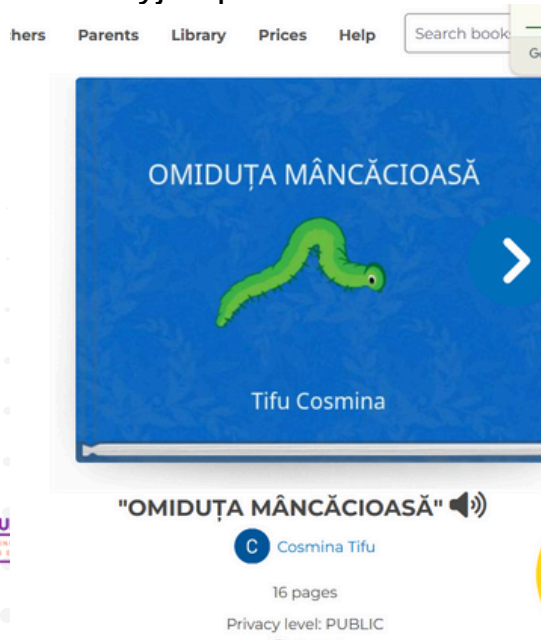 Parents Library Prices Help Search book
OMIDUȚA MÂNCĂCIOASĂ
Tifu Cosmina
"OMIDUȚA MÂNCĂCIOASĂ"
C Cosmina Tifu
16 pages
Privacy level: PUBLIC